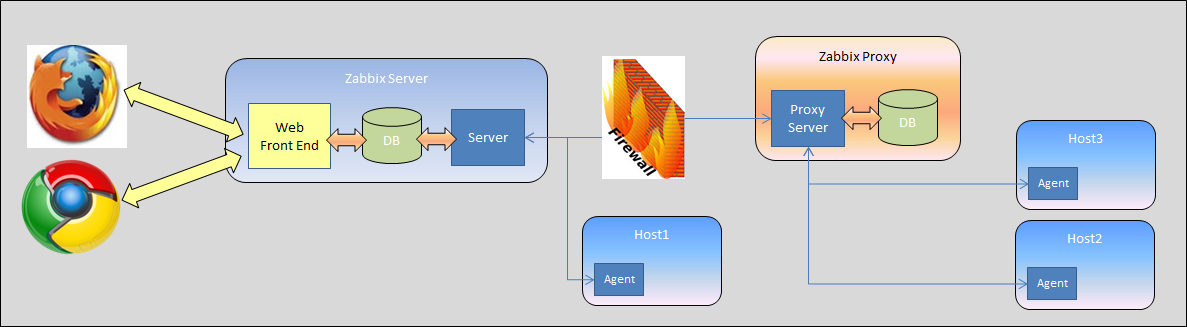 Zabbix Server
Web
Front End
DB
Server
Firewall
Zabbix Proxy
Proxy
Server
DB
Host1
Agent
Host3
Agent
Host2
Agent